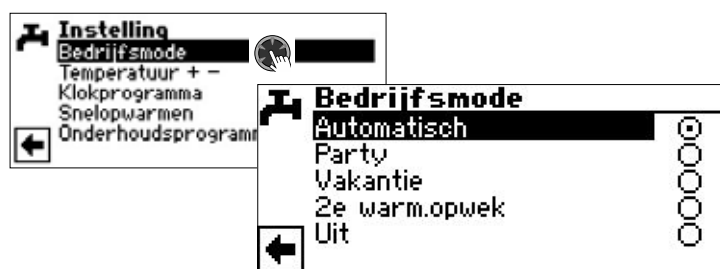 Instelling
Bedrijfsmode
Temperatuur + -
Klokprogramma
Snelopwarmen
Onderhoudsprogramm
Bedrijfsmode
Automatisch
Party
Vakantie
2e warm.opwek
Uit